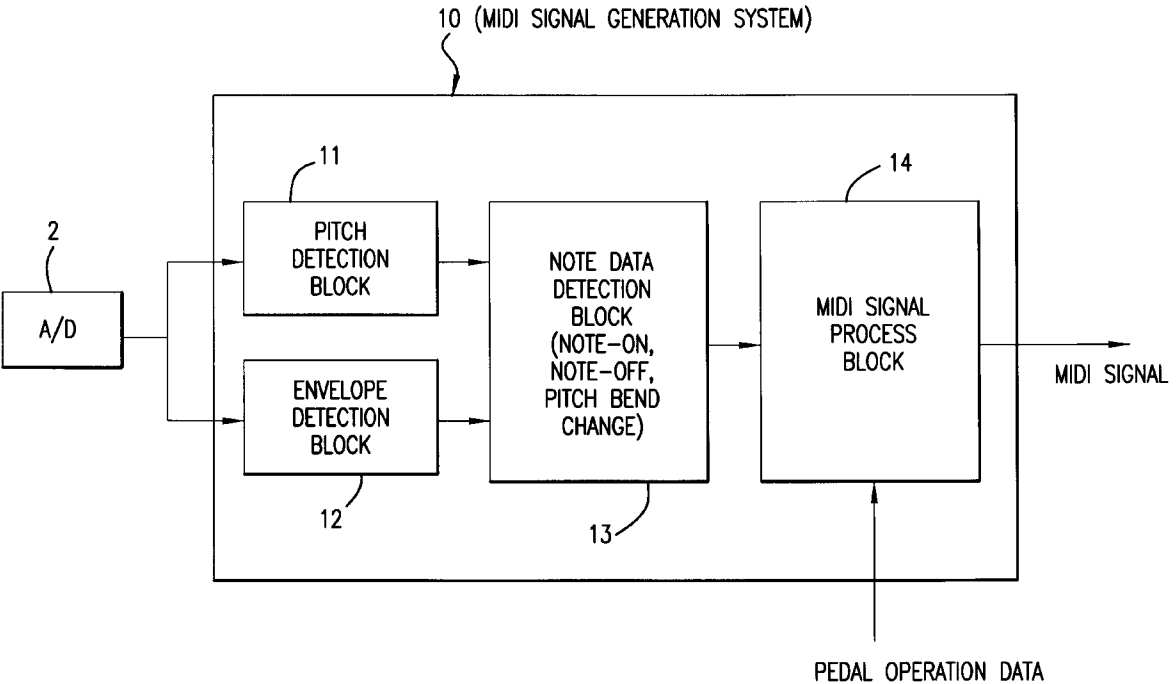 10 (MIDI SIGNAL GENERATION SYSTEM)
11
14
2
PITCH
DETECTION
BLOCK
A/D
NOTE DATA
DETECTION
BLOCK
(NOTE-ON,
NOTE-OFF,
PITCH BEND
CHANGE)
MIDI SIGNAL
PROCESS
BLOCK
MIDI SIGNAL
ENVELOPE
DETECTION
BLOCK
12
13
PEDAL OPERATION DATA